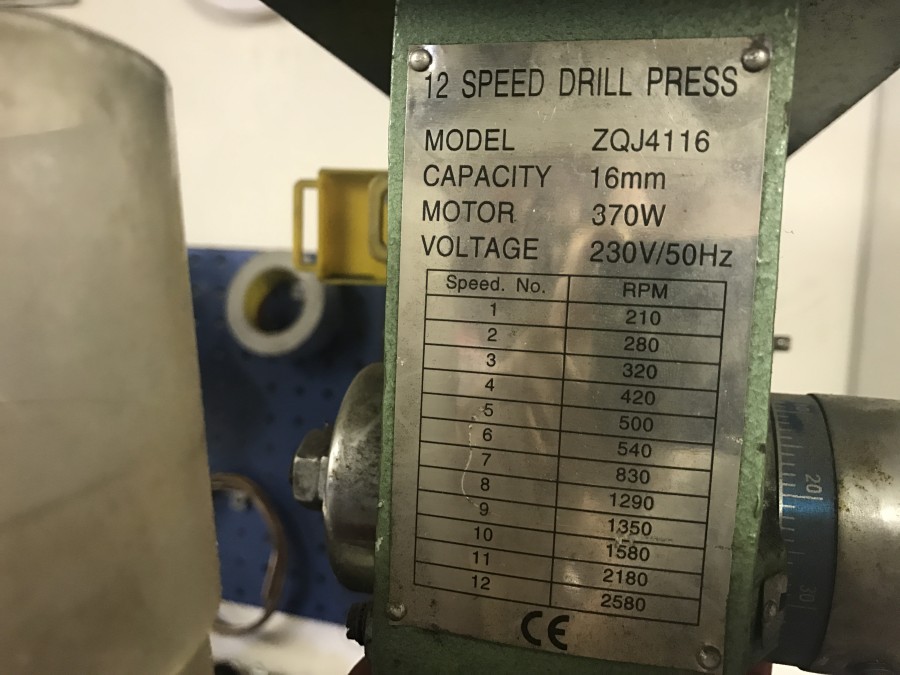 12 SPEED DRILL PRESS
MODEL ZQJ4116
CAPACITY 16mm
MOTOR 370W
VOLTAGE 230V/50Hz
Speed. No. RPM
1 210
2 280
3 320
4 420
5 500
6 540
7 830
8 1290
9 1350
10 1580
11 2180
12 2580
CE
20
30